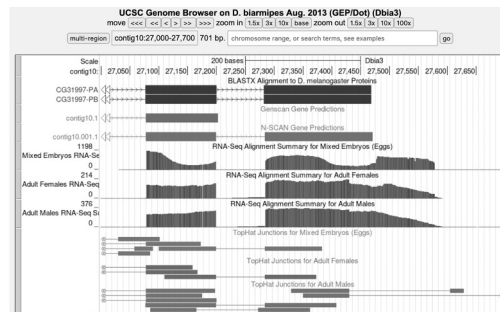 UCSC Genome Browser on D. biarmipes Aug. 2013 (GEP/Dot) (Dbia3)
move <<< << < > >> >>> zoom in 1.5x 3x 10x base zoom out 1.5x 3x 10x 100x
multi-region contig10:27,000-27,700 701 bp. chromosome range, or search terms, see examples go
Scale 200 bases Dbia3
contig10: 27,050 27,100 27,150 27,200 27,250 27,300 27,350 27,400 27,450 27,500 27,550 27,600 27,650
BLASTX Alignment to D. melanogaster Proteins
CG31997-PA
CG31997-PB
Genscan Gene Predictions
contig10.1
N-SCAN Gene Predictions
contig10.001.1
1198 RNA-Seq Alignment Summary for Mixed Embryos (Eggs)
Mixed Embryos RNA-Se
0
214 RNA-Seq Alignment Summary for Adult Females
Adult Females RNA-Seq
0
376 RNA-Seq Alignment Summary for Adult Males
Adult Males RNA-Seq Su
0
TopHat Junctions for Mixed Embryos (Eggs)
TopHat Junctions for Adult Females
TopHat Junctions for Adult Males